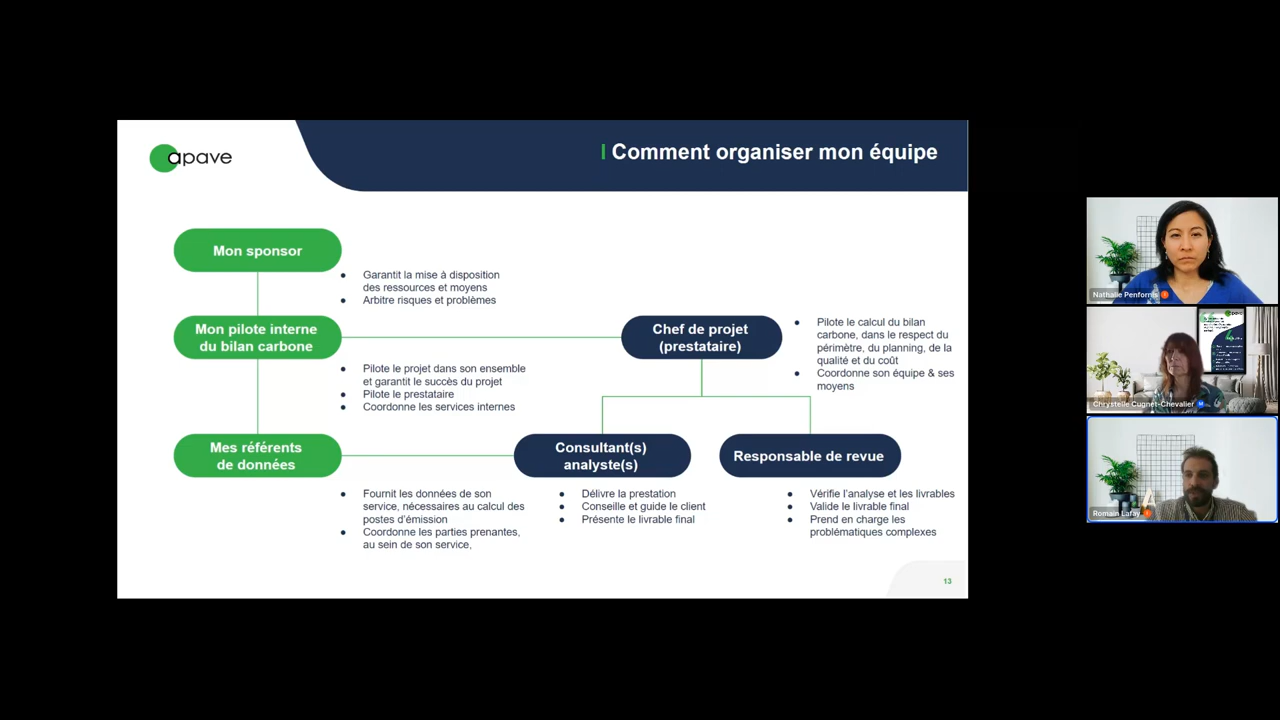 apave
Comment organiser mon équipe
Mon sponsor
● Garantit la mise à disposition
des ressources et moyens
● Arbitre risques et problèmes
Mon pilote interne
du bilan carbone
● Pilote le projet dans son ensemble
et garantit le succès du projet
● Pilote le prestataire
● Coordonne les services internes
Chef de projet
(prestataire)
● Pilote le calcul du bilan
carbone, dans le respect du
périmètre, du planning, de la
qualité et du coût
● Coordonne son équipe & ses
moyens
Mes référents
de données
● Fournit les données de son
service, nécessaires au calcul des
postes d'émission
● Coordonne les parties prenantes,
au sein de son service,
Consultant(s)
analyste(s)
● Délivre la prestation
● Conseille et guide le client
● Présente le livrable final
Responsable de revue
● Vérifie l'analyse et les livrables
● Valide le livrable final
● Prend en charge les
problématiques complexes
13
Nathalie Penfornis
Chrystelle Cugnet-Chevalier
Romain Lafay